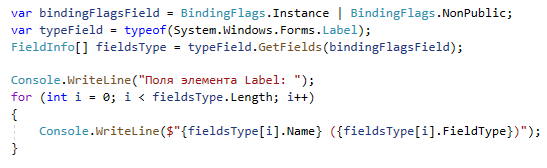 var bindingFlagsField = BindingFlags.Instance | BindingFlags.NonPublic;
var typeField = typeof(System.Windows.Forms.Label);
FieldInfo[] fieldsType = typeField.GetFields(bindingFlagsField);
Console.WriteLine("Поля элемента Label: ");
for (int i = 0; i < fieldsType.Length; i++)
{
    Console.WriteLine($"{fieldsType[i].Name} ({fieldsType[i].FieldType})");
}